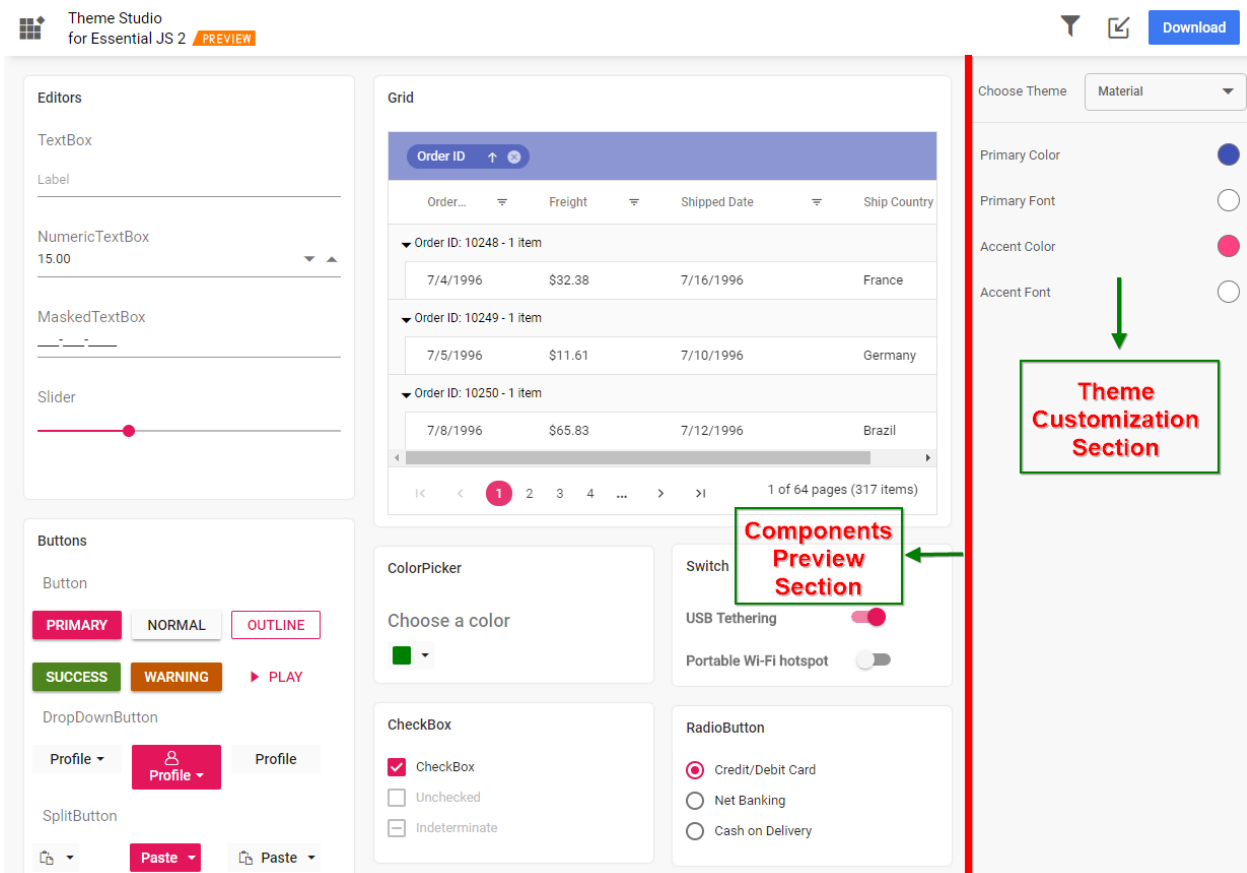 Theme Studio
for Essential JS 2 PREVIEW
Download
Editors
TextBox
Label
NumericTextBox
15.00
MaskedTextBox
___-___-____
Slider
Grid
Order ID
Order... Freight Shipped Date Ship Country
Order ID: 10248 - 1 item
7/4/1996 $32.38 7/16/1996 France
Order ID: 10249 - 1 item
7/5/1996 $11.61 7/10/1996 Germany
Order ID: 10250 - 1 item
7/8/1996 $65.83 7/12/1996 Brazil
1 2 3 4 ... 1 of 64 pages (317 items)
Buttons
Button
PRIMARY NORMAL OUTLINE
SUCCESS WARNING PLAY
DropDownButton
Profile Profile Profile
SplitButton
Paste Paste
ColorPicker
Choose a color
Switch
USB Tethering
Portable Wi-Fi hotspot
Components
Preview
Section
CheckBox
CheckBox
Unchecked
Indeterminate
RadioButton
Credit/Debit Card
Net Banking
Cash on Delivery
Choose Theme Material
Primary Color
Primary Font
Accent Color
Accent Font
Theme
Customization
Section